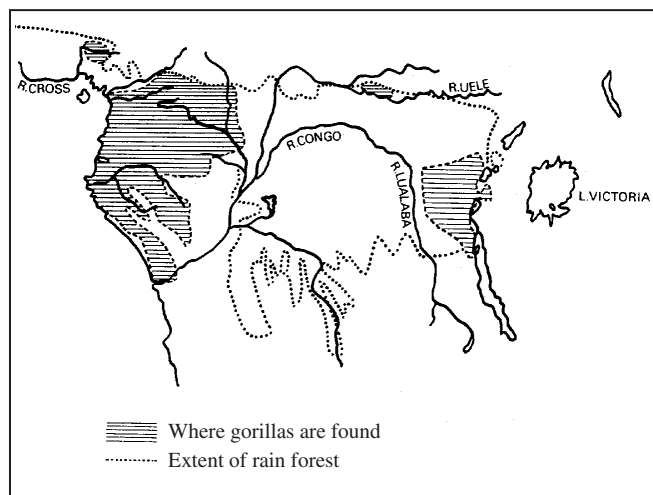 R.CROSS
R.UELE
R.CONGO
R.LUALABA
L.VICTORIA
Where gorillas are found
Extent of rain forest